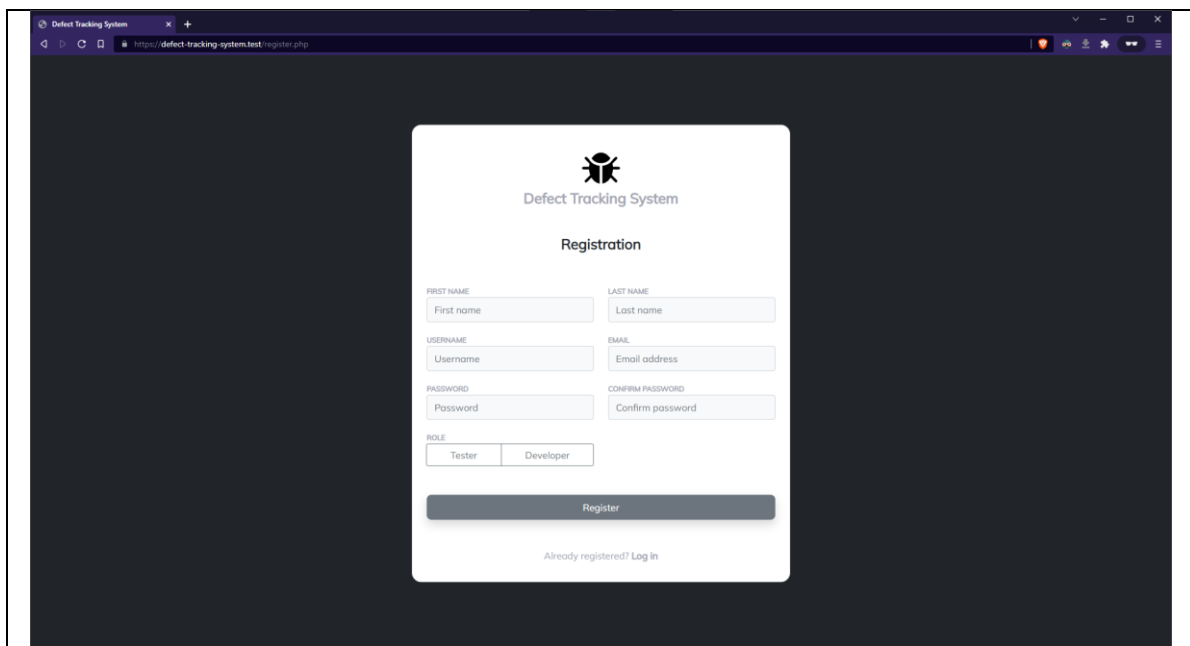 Defect Tracking System
https://defect-tracking-system.test/register.php
Defect Tracking System
Registration
FIRST NAME LAST NAME
First name Last name
USERNAME EMAIL
Username Email address
PASSWORD CONFIRM PASSWORD
Password Confirm password
ROLE
Tester Developer
Register
Already registered? Log in